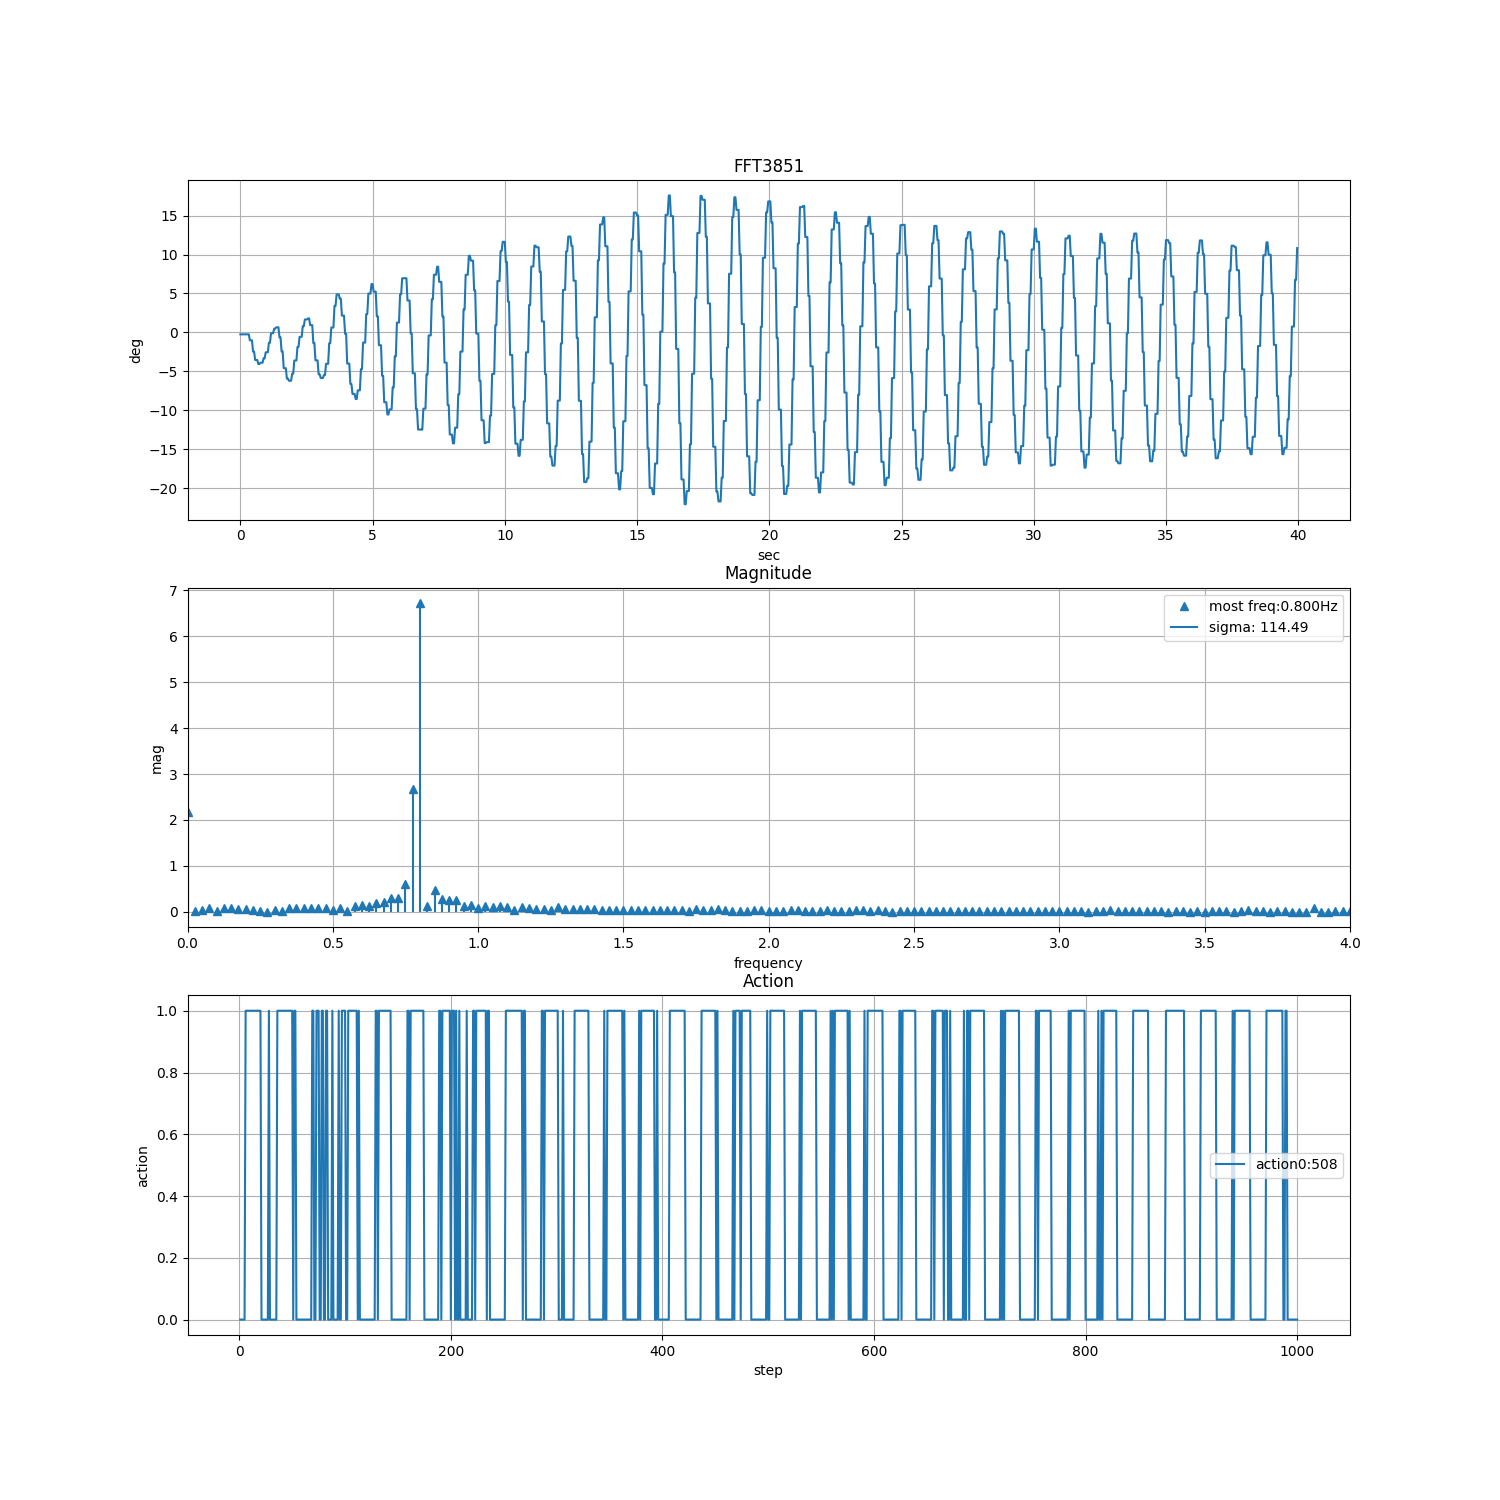 FFT3851
15
10
5
0
−5
−10
−15
−20
deg
0 5 10 15 20 25 30 35 40
sec
Magnitude
7
6
5
4
3
2
1
0
mag
most freq:0.800Hz
sigma: 114.49
0.0 0.5 1.0 1.5 2.0 2.5 3.0 3.5 4.0
frequency
Action
1.0
0.8
0.6
0.4
0.2
0.0
action
action0:508
0 200 400 600 800 1000
step